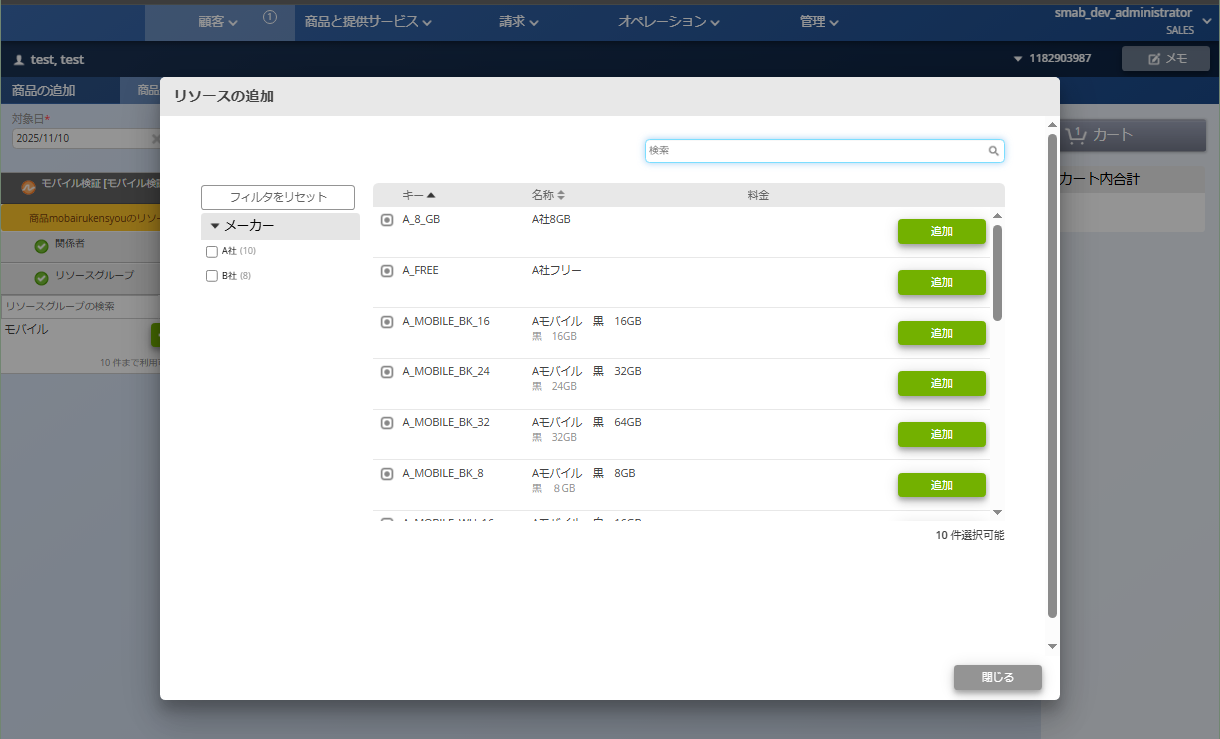 顧客
1
商品と提供サービス
請求
オペレーション
管理
smab_dev_administrator
SALES
test, test
1182903987
メモ
商品の追加
商品
リソースの追加
対象日*
2025/11/10
検索
1
カート
カート内合計
モバイル検証 [モバイル検証
商品mobairukensyouのリソー
関係者
リソースグループ
リソースグループの検索
モバイル
10 件まで利用
フィルタをリセット
メーカー
A社 (10)
B社 (8)
キー 名称 料金
A_8_GB A社8GB 追加
A_FREE A社フリー 追加
A_MOBILE_BK_16 Aモバイル 黒 16GB 追加
黒 16GB
A_MOBILE_BK_24 Aモバイル 黒 32GB 追加
黒 24GB
A_MOBILE_BK_32 Aモバイル 黒 64GB 追加
黒 32GB
A_MOBILE_BK_8 Aモバイル 黒 8GB 追加
黒 8GB
10 件選択可能
閉じる